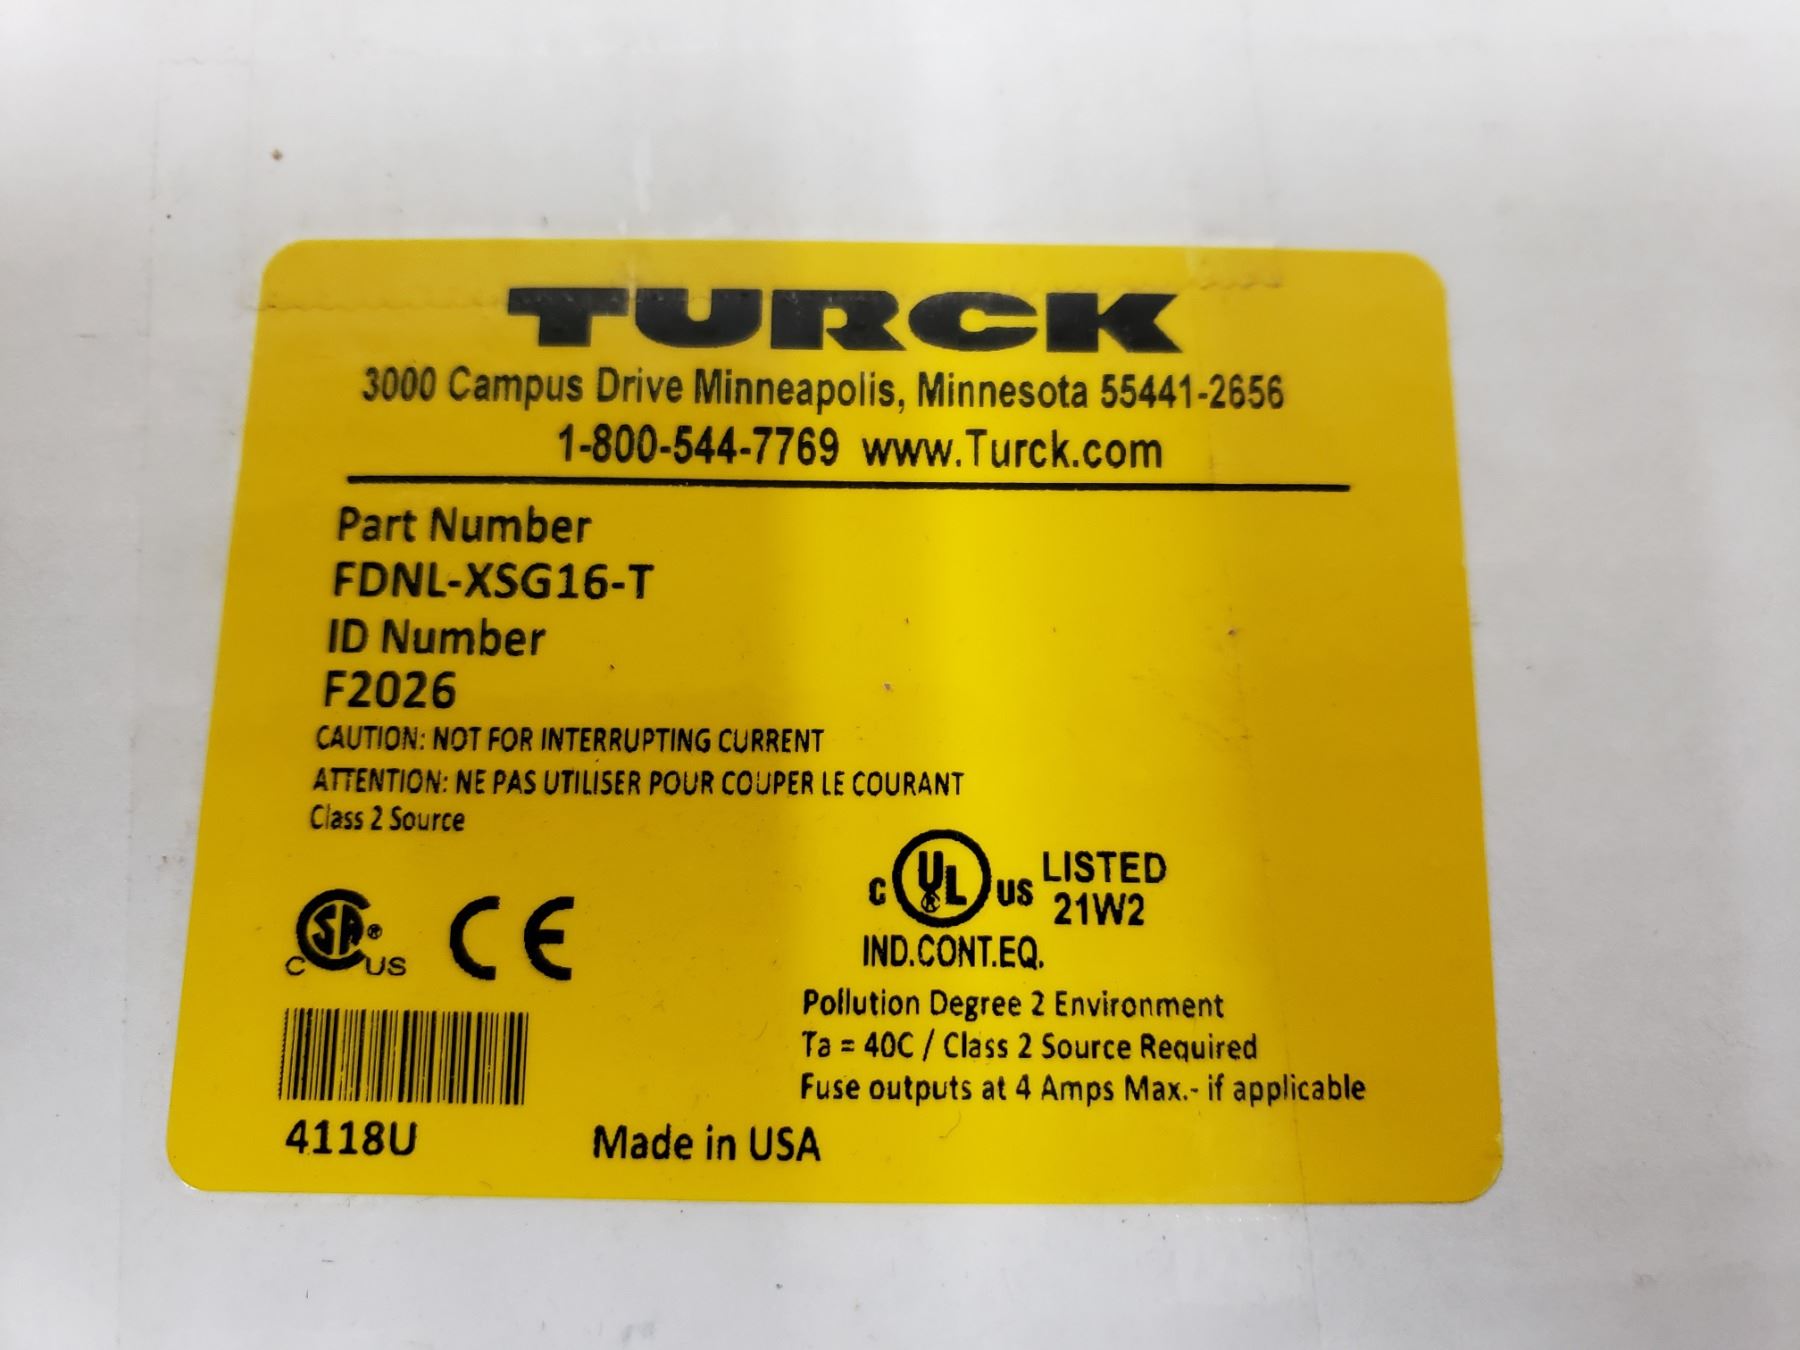 TURCK
3000 Campus Drive Minneapolis, Minnesota 55441-2656
1-800-544-7769 www.Turck.com
Part Number
FDNL-XSG16-T
ID Number
F2026
CAUTION: NOT FOR INTERRUPTING CURRENT
ATTENTION: NE PAS UTILISER POUR COUPER LE COURANT
Class 2 Source
C SA® US CE
C UL® US LISTED
21W2
IND.CONT.EQ.
Pollution Degree 2 Environment
Ta = 40C / Class 2 Source Required
Fuse outputs at 4 Amps Max.- if applicable
4118U
Made in USA